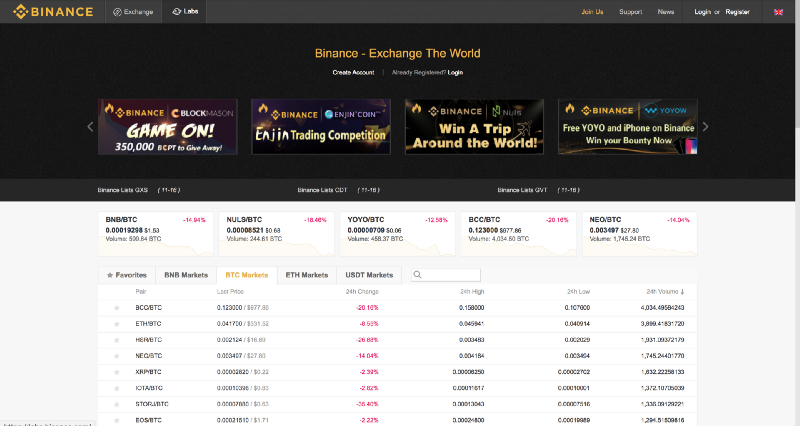 BINANCE Exchange Labs Join Us Support News Login or Register
Binance - Exchange The World
Create Account | Already Registered? Login
BINANCE | BLOCKMASON
GAME ON!
350,000 BCPT to Give Away!
BINANCE | ENJIN COIN
Enjin Trading Competition
BINANCE | Nuls
Win A Trip
Around the World!
BINANCE | YOYOW
Free YOYO and iPhone on Binance
Win your Bounty Now
Binance Lists GXS ( 11-16 ) Binance Lists CDT ( 11-16 ) Binance Lists GVT ( 11-16 )
BNB/BTC -14.94%
0.00019298 $1.53
Volume: 599.84 BTC
NULS/BTC -18.46%
0.00008521 $0.68
Volume: 244.61 BTC
YOYO/BTC -12.58%
0.00000709 $0.06
Volume: 458.37 BTC
BCC/BTC -20.16%
0.123000 $977.86
Volume: 4,034.50 BTC
NEO/BTC -14.04%
0.003497 $27.80
Volume: 1,745.24 BTC
Favorites BNB Markets BTC Markets ETH Markets USDT Markets
Pair Last Price 24h Change 24h High 24h Low 24h Volume ↓
BCC/BTC 0.123000 / $977.86 -20.16% 0.158000 0.107600 4,034.49584243
ETH/BTC 0.041700 / $331.52 -8.55% 0.045941 0.040914 3,899.41831720
HSR/BTC 0.002124 / $16.89 -26.88% 0.003483 0.002029 1,931.09372179
NEO/BTC 0.003497 / $27.80 -14.04% 0.004184 0.003494 1,745.24401770
XRP/BTC 0.00002820 / $0.22 -2.39% 0.00006250 0.00002702 1,632.22258133
IOTA/BTC 0.00010398 / $0.83 -2.82% 0.00011617 0.00010001 1,372.10705039
STORJ/BTC 0.00007880 / $0.63 -35.40% 0.00013043 0.00007516 1,336.09129221
EOS/BTC 0.00021510 / $1.71 -2.22% 0.00024800 0.00019989 1,294.51509816